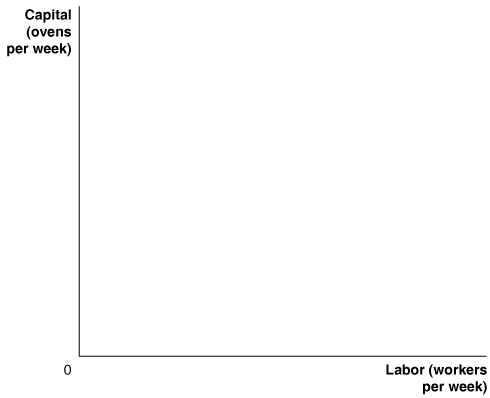 Capital
(ovens
per week)
0
Labor (workers
per week)